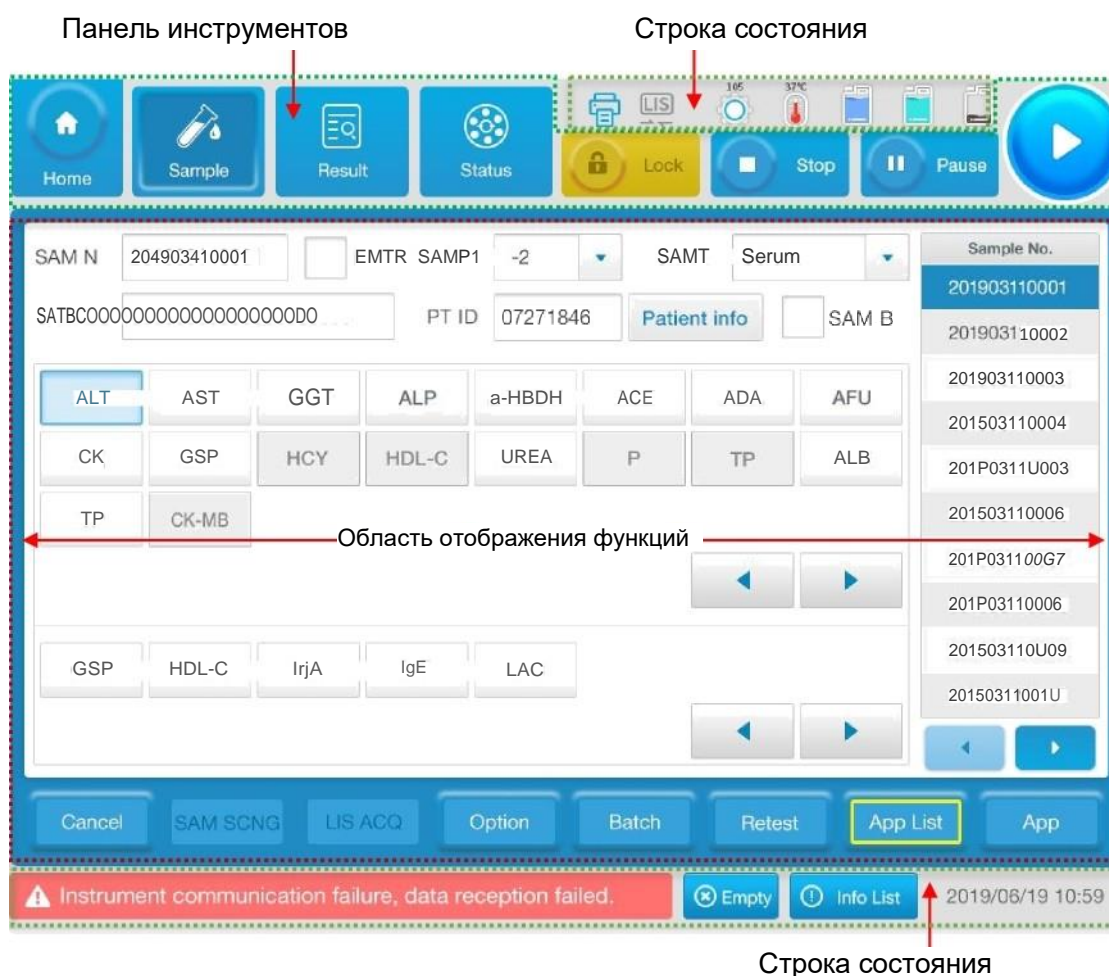 Панель инструментов Строка состояния
105 37°C
LIS
Home Sample Result Status Lock Stop Pause
SAM N 204903410001 EMTR SAMP1 -2 SAMT Serum Sample No.
201903110001
SATBC0000000000000000000D0 PT ID 07271846 Patient info SAM B
201903110002
ALT AST GGT ALP a-HBDH ACE ADA AFU
201903110003
201503110004
CK GSP HCY HDL-C UREA P TP ALB
201P0311U003
TP CK-MB
201503110006
Область отображения функций
201P031100G7
201P03110006
GSP HDL-C IrjA IgE LAC
201503110U09
20150311001U
Cancel SAM SCNG LIS ACQ Option Batch Retest App List App
Instrument communication failure, data reception failed. Empty Info List 2019/06/19 10:59
Строка состояния